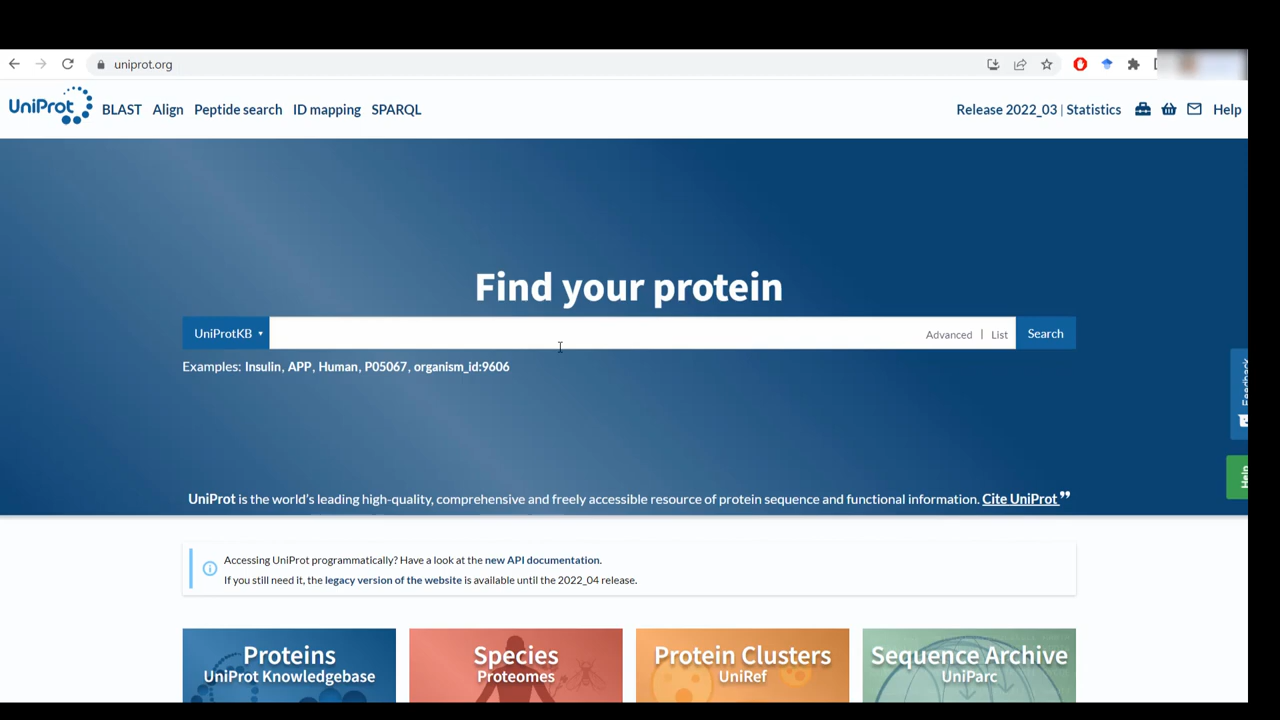 uniprot.org
UniProt BLAST Align Peptide search ID mapping SPARQL Release 2022_03 | Statistics Help
Find your protein
UniProtKB Advanced | List Search
Examples: Insulin, APP, Human, P05067, organism_id:9606
Feedback
Help
UniProt is the world's leading high-quality, comprehensive and freely accessible resource of protein sequence and functional information. Cite UniProt
Accessing UniProt programmatically? Have a look at the new API documentation.
If you still need it, the legacy version of the website is available until the 2022_04 release.
Proteins
UniProt Knowledgebase
Species
Proteomes
Protein Clusters
UniRef
Sequence Archive
UniParc